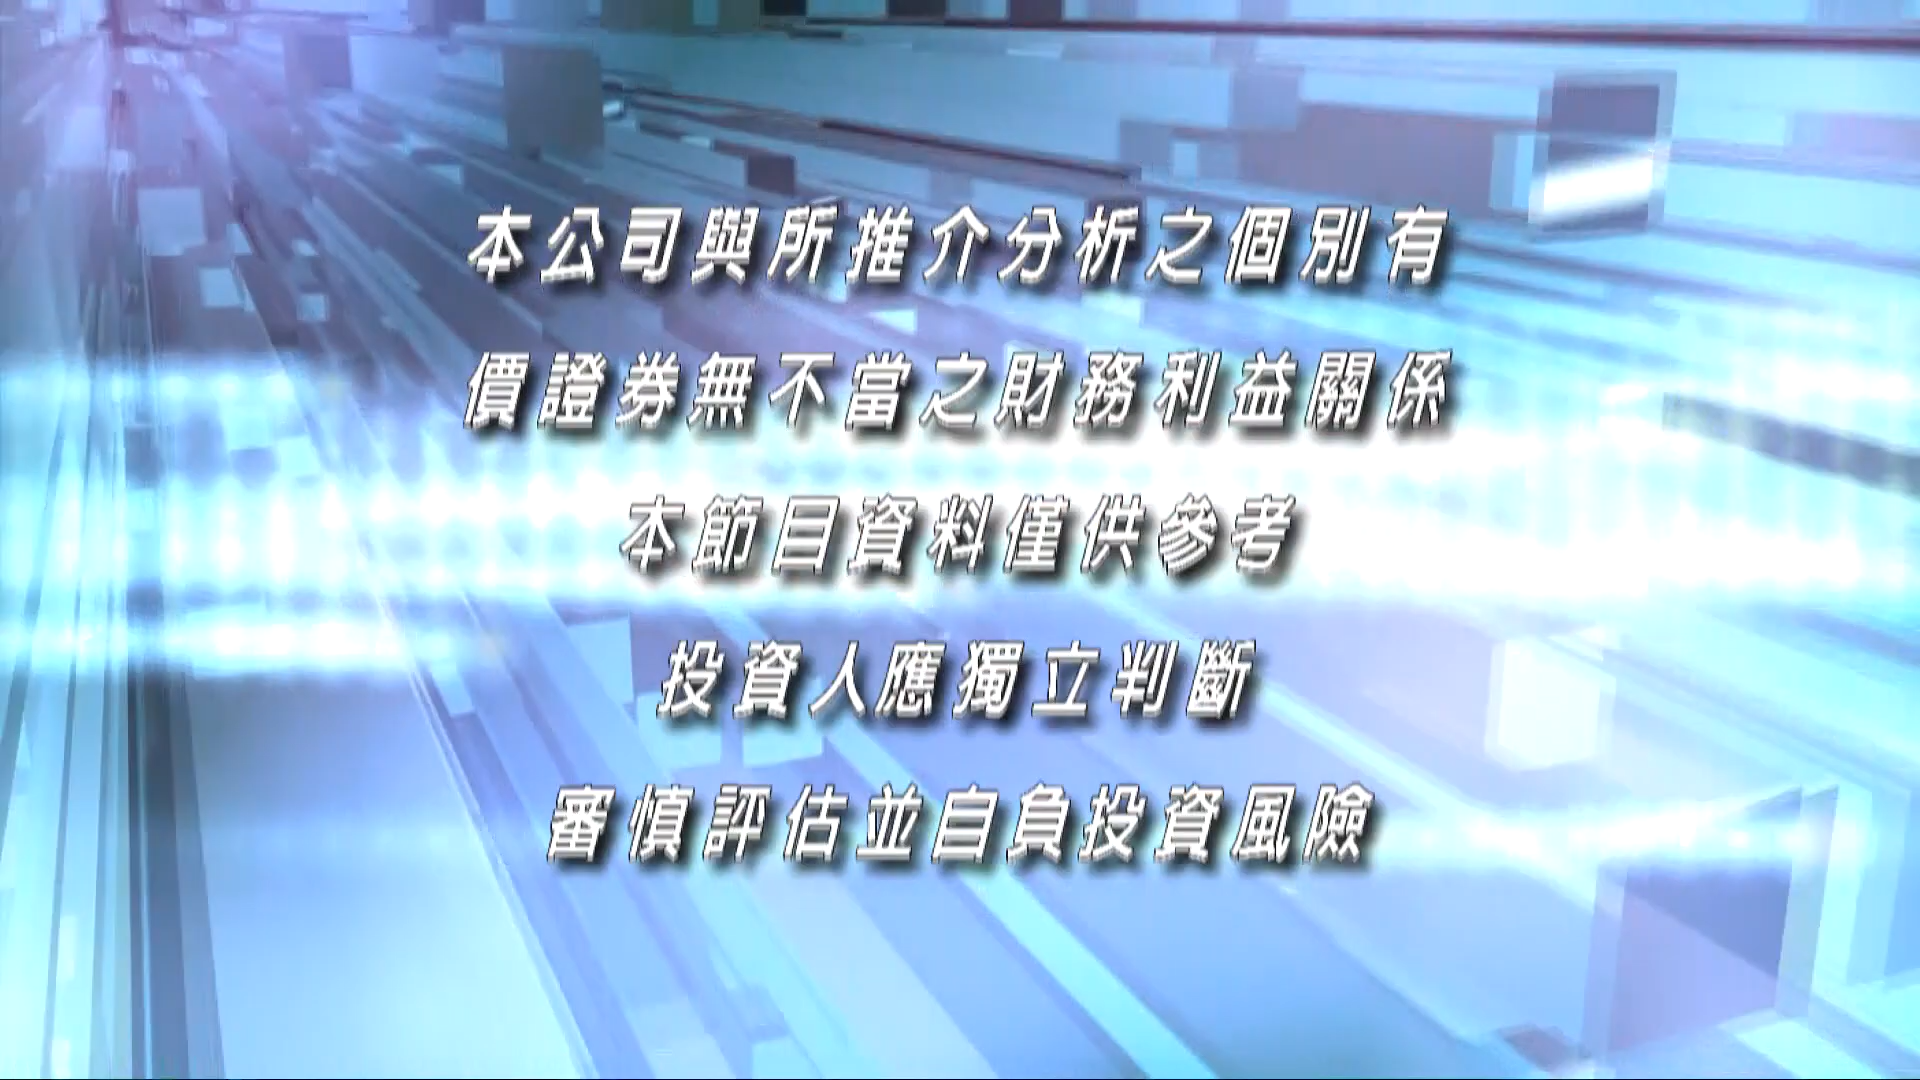 本公司與所推介分析之個別有
價證券無不當之財務利益關係
本節目資料僅供參考
投資人應獨立判斷
審慎評估並自負投資風險